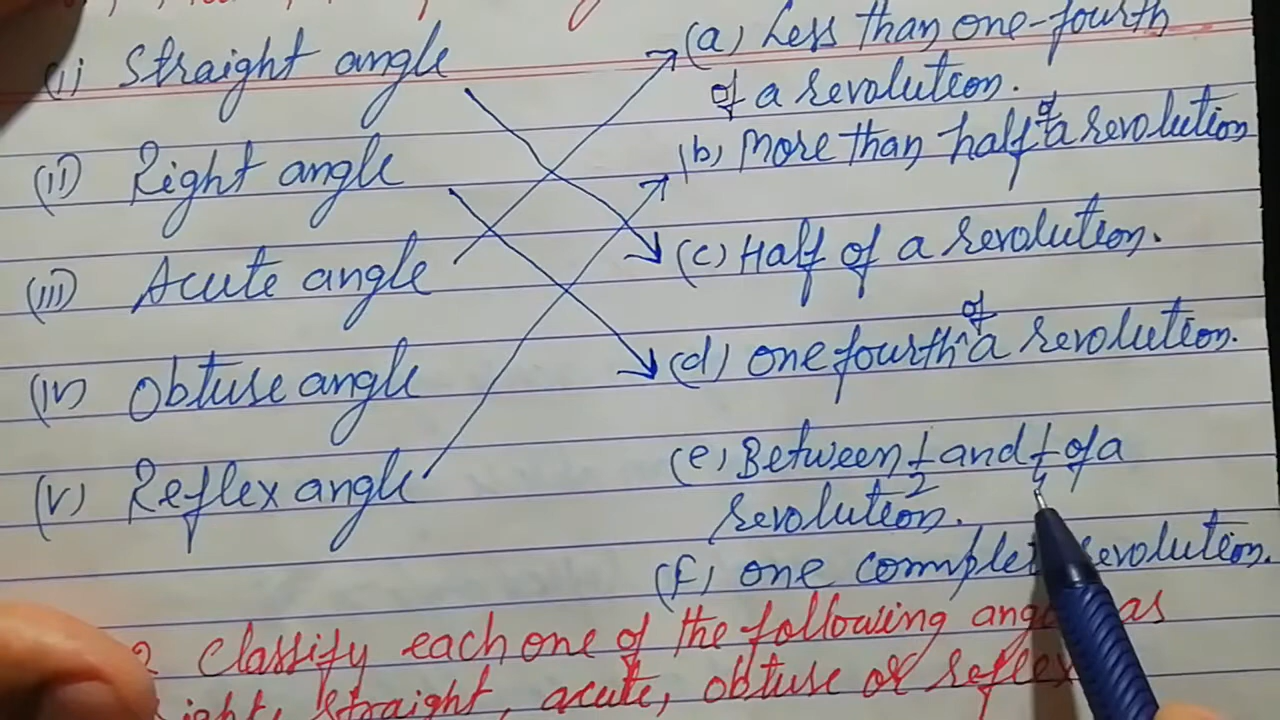 (i) Straight angle
(a) Less than one-fourth
of a revolution.
(ii) Right angle
(b) More than half of a revolution
(iii) Acute angle
(c) Half of a revolution.
(iv) Obtuse angle
(d) one fourth of a revolution.
(v) Reflex angle
(e) Between 1/2 and 1/4 of a
revolution.
(f) one complete revolution.
2 Classify each one of the following as
straight, acute, obtuse or reflex